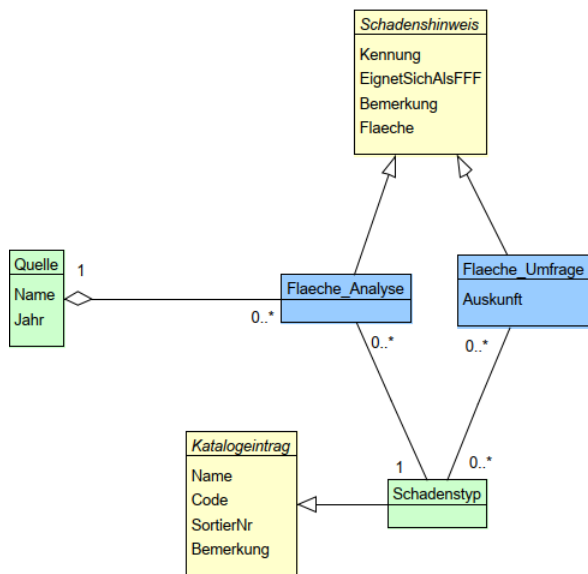 Schadenshinweis
Kennung
EignetSichAlsFFF
Bemerkung
Flaeche
Quelle
Name
Jahr
1
0..*
Flaeche_Analyse
0..*
Flaeche_Umfrage
Auskunft
0..*
Katalogeintrag
Name
Code
SortierNr
Bemerkung
1
0..*
Schadenstyp